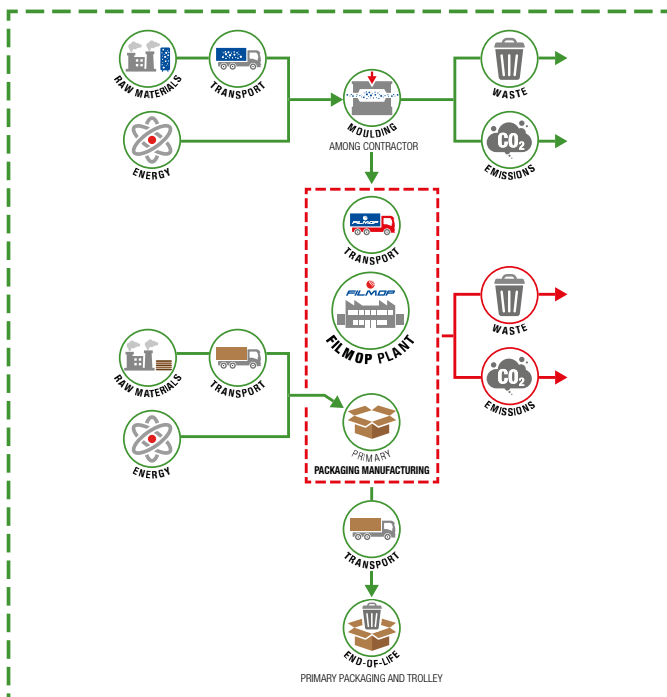 RAW MATERIALS
TRANSPORT
ENERGY
MOULDING
AMONG CONTRACTOR
WASTE
CO2
EMISSIONS
FILMOP
TRANSPORT
FILMOP
FILMOP PLANT
WASTE
CO2
EMISSIONS
RAW MATERIALS
TRANSPORT
ENERGY
PRIMARY
PACKAGING MANUFACTURING
TRANSPORT
END-OF-LIFE
PRIMARY PACKAGING AND TROLLEY